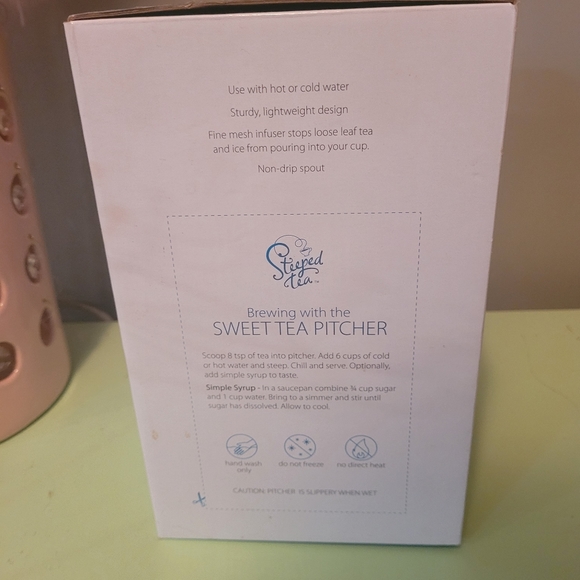 Use with hot or cold water
Sturdy, lightweight design
Fine mesh infuser stops loose leaf tea
and ice from pouring into your cup.
Non-drip spout
Steeped
tea™
Brewing with the
SWEET TEA PITCHER
Scoop 8 tsp of tea into pitcher. Add 6 cups of cold
or hot water and steep. Chill and serve. Optionally,
add simple syrup to taste.
Simple Syrup - In a saucepan combine ¾ cup sugar
and 1 cup water. Bring to a simmer and stir until
sugar has dissolved. Allow to cool.
hand wash
only
do not freeze
no direct heat
CAUTION: PITCHER IS SLIPPERY WHEN WET